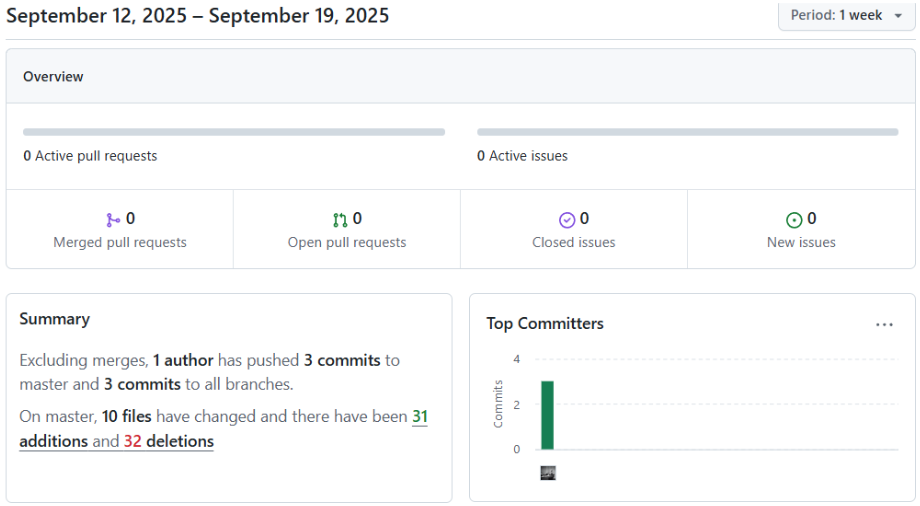 September 12, 2025 – September 19, 2025
Period: 1 week
Overview
0 Active pull requests
0 Active issues
0
Merged pull requests
0
Open pull requests
0
Closed issues
0
New issues
Summary
Excluding merges, 1 author has pushed 3 commits to
master and 3 commits to all branches.
On master, 10 files have changed and there have been 31
additions and 32 deletions
Top Committers
Commits
4
2
0